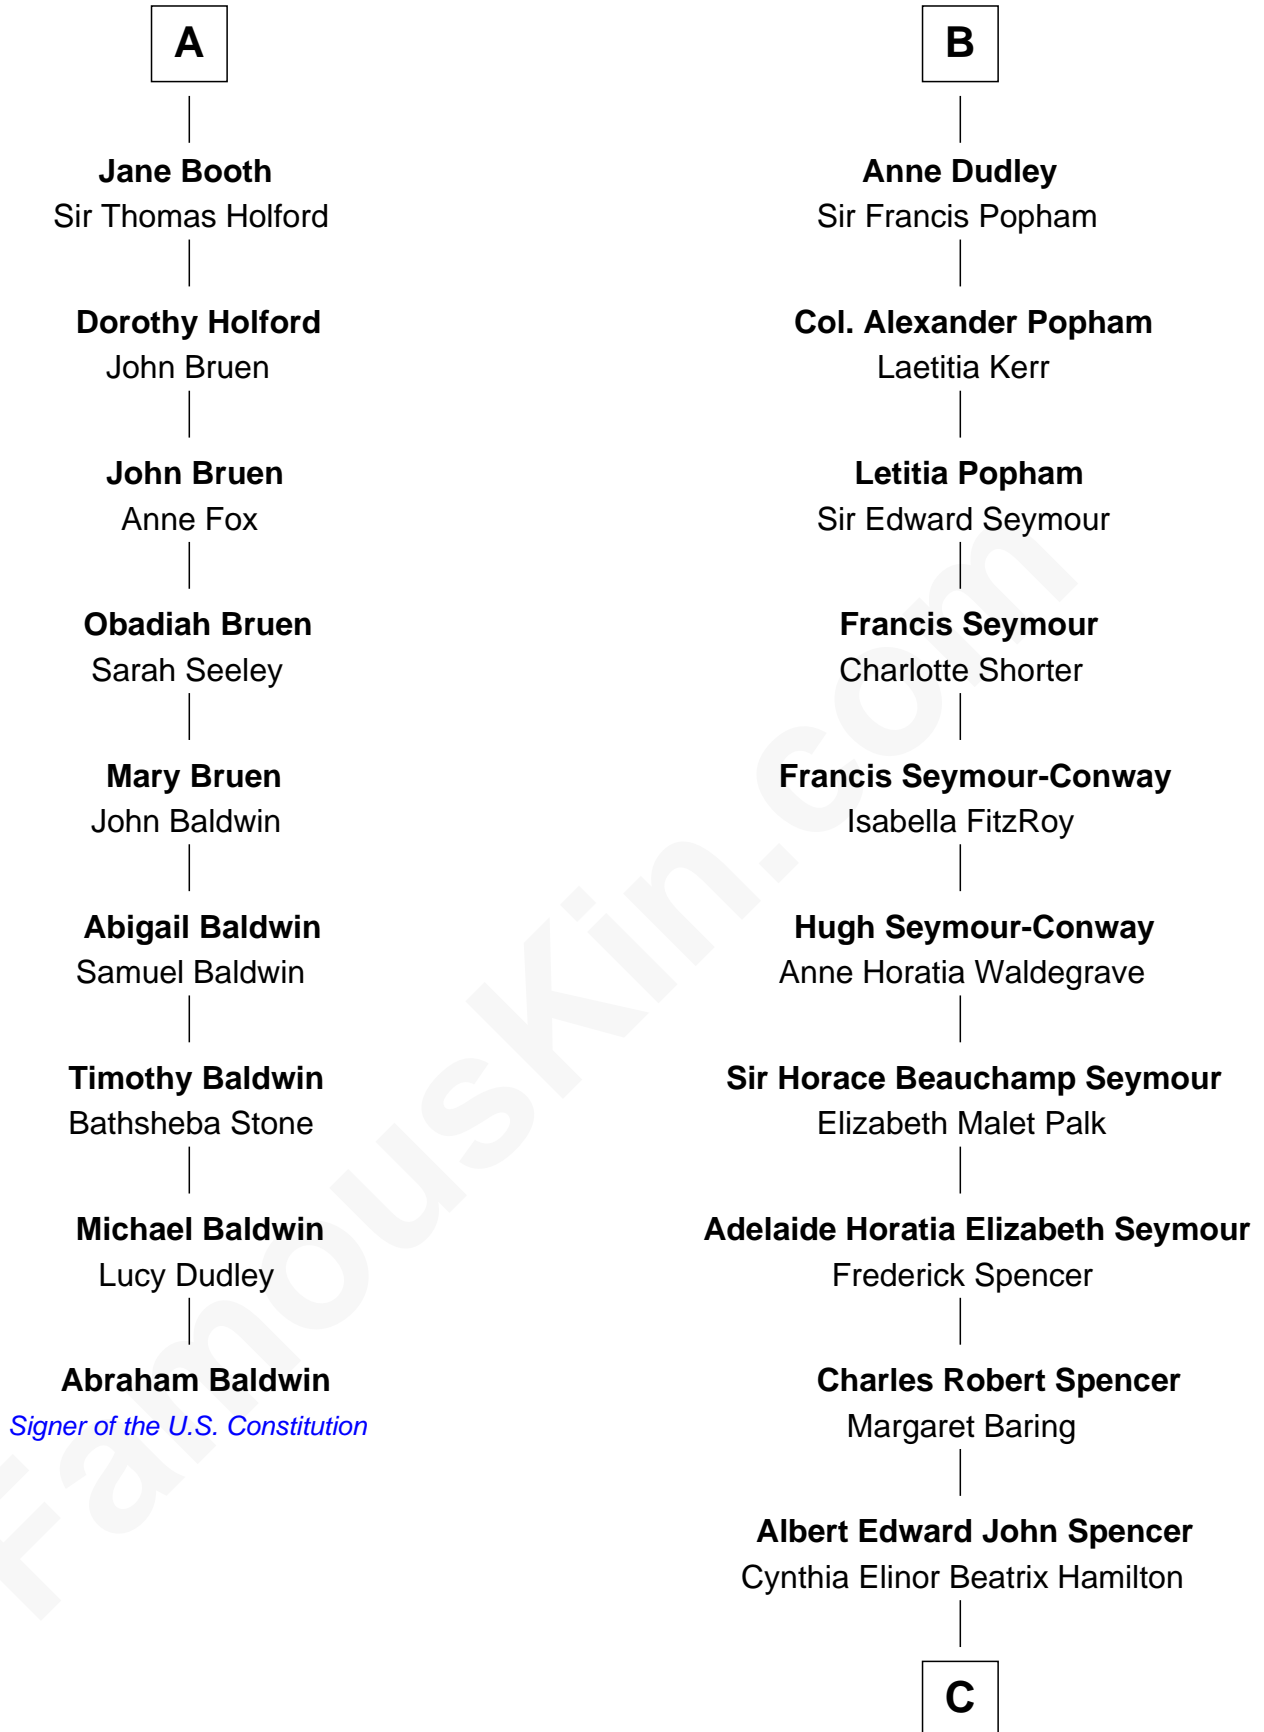 A
Jane Booth
Sir Thomas Holford
Dorothy Holford
John Bruen
John Bruen
Anne Fox
Obadiah Bruen
Sarah Seeley
Mary Bruen
John Baldwin
Abigail Baldwin
Samuel Baldwin
Timothy Baldwin
Bathsheba Stone
Michael Baldwin
Lucy Dudley
Abraham Baldwin
Signer of the U.S. Constitution
B
Anne Dudley
Sir Francis Popham
Col. Alexander Popham
Laetitia Kerr
Letitia Popham
Sir Edward Seymour
Francis Seymour
Charlotte Shorter
Francis Seymour-Conway
Isabella FitzRoy
Hugh Seymour-Conway
Anne Horatia Waldegrave
Sir Horace Beauchamp Seymour
Elizabeth Malet Palk
Adelaide Horatia Elizabeth Seymour
Frederick Spencer
Charles Robert Spencer
Margaret Baring
Albert Edward John Spencer
Cynthia Elinor Beatrix Hamilton
C
FamousKin.com